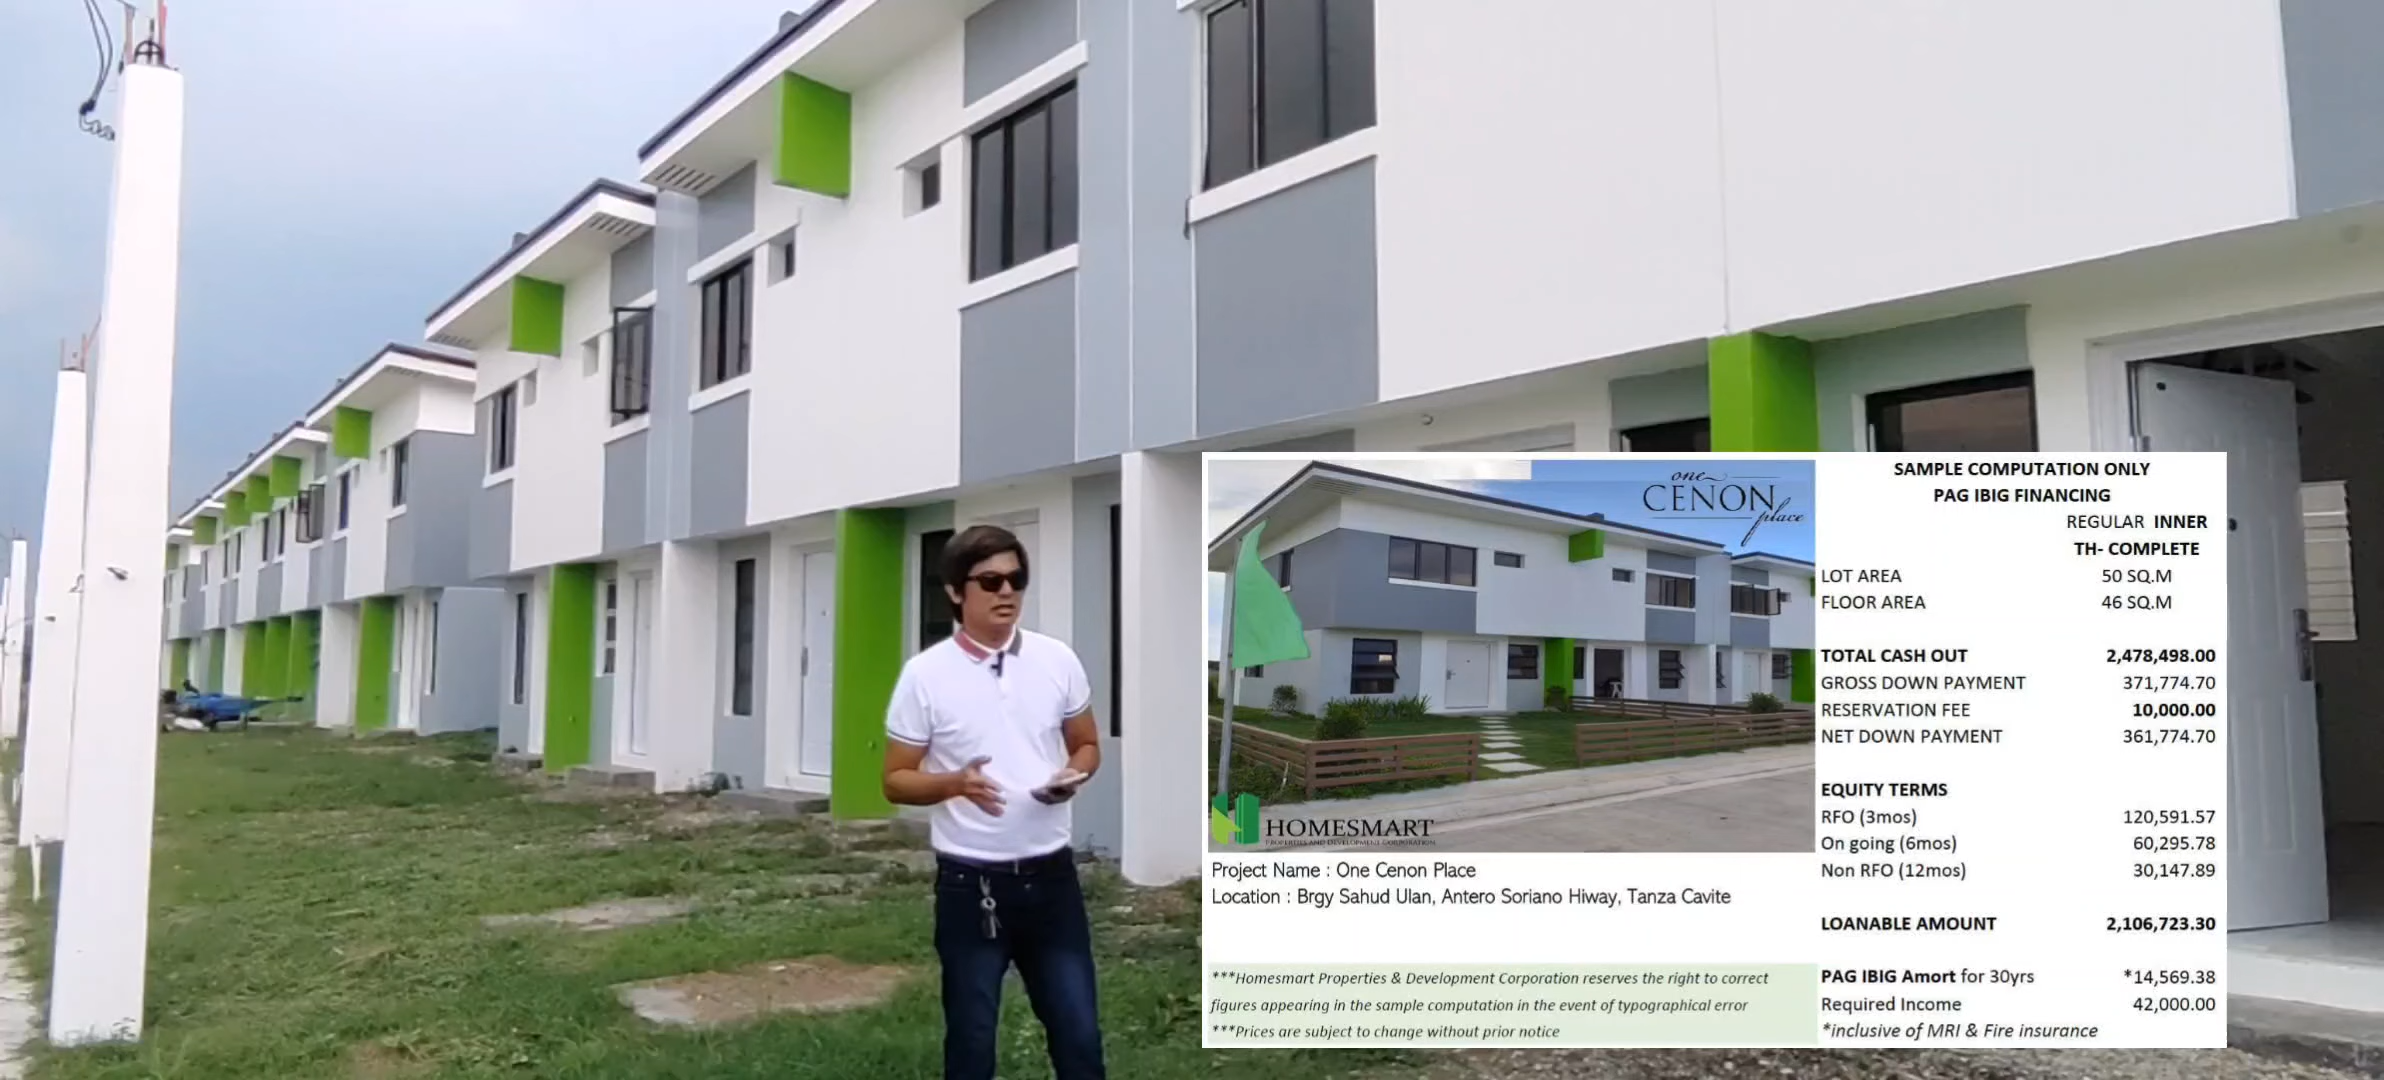 one
CENON
place
HOMESMART
PROPERTIES AND DEVELOPMENT CORPORATION
Project Name : One Cenon Place
Location : Brgy Sahud Ulan, Antero Soriano Hiway, Tanza Cavite
***Homesmart Properties & Development Corporation reserves the right to correct
figures appearing in the sample computation in the event of typographical error
***Prices are subject to change without prior notice
SAMPLE COMPUTATION ONLY
PAG IBIG FINANCING
REGULAR INNER
TH- COMPLETE
LOT AREA 50 SQ.M
FLOOR AREA 46 SQ.M
TOTAL CASH OUT 2,478,498.00
GROSS DOWN PAYMENT 371,774.70
RESERVATION FEE 10,000.00
NET DOWN PAYMENT 361,774.70
EQUITY TERMS
RFO (3mos) 120,591.57
On going (6mos) 60,295.78
Non RFO (12mos) 30,147.89
LOANABLE AMOUNT 2,106,723.30
PAG IBIG Amort for 30yrs *14,569.38
Required Income 42,000.00
*inclusive of MRI & Fire insurance